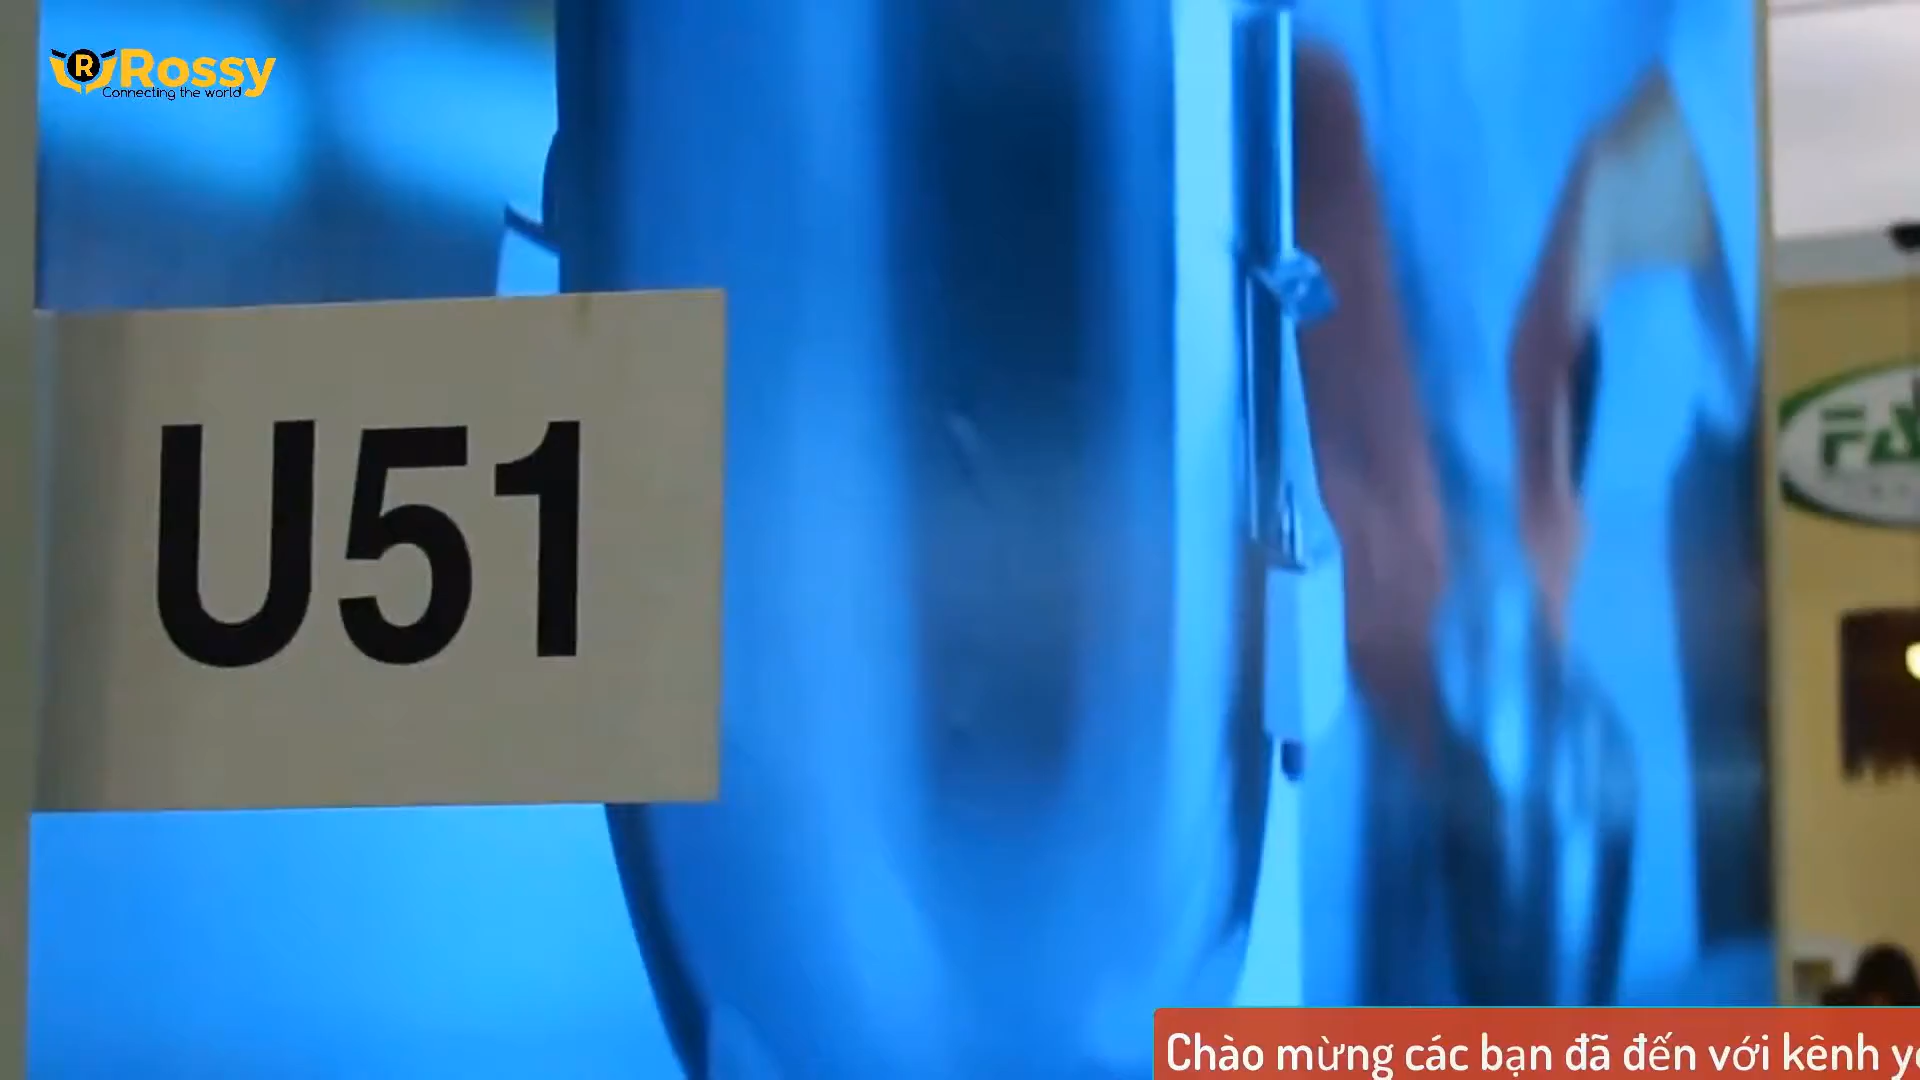 Rossy
Connecting the world
U51
Chào mừng các bạn đã đến với kênh